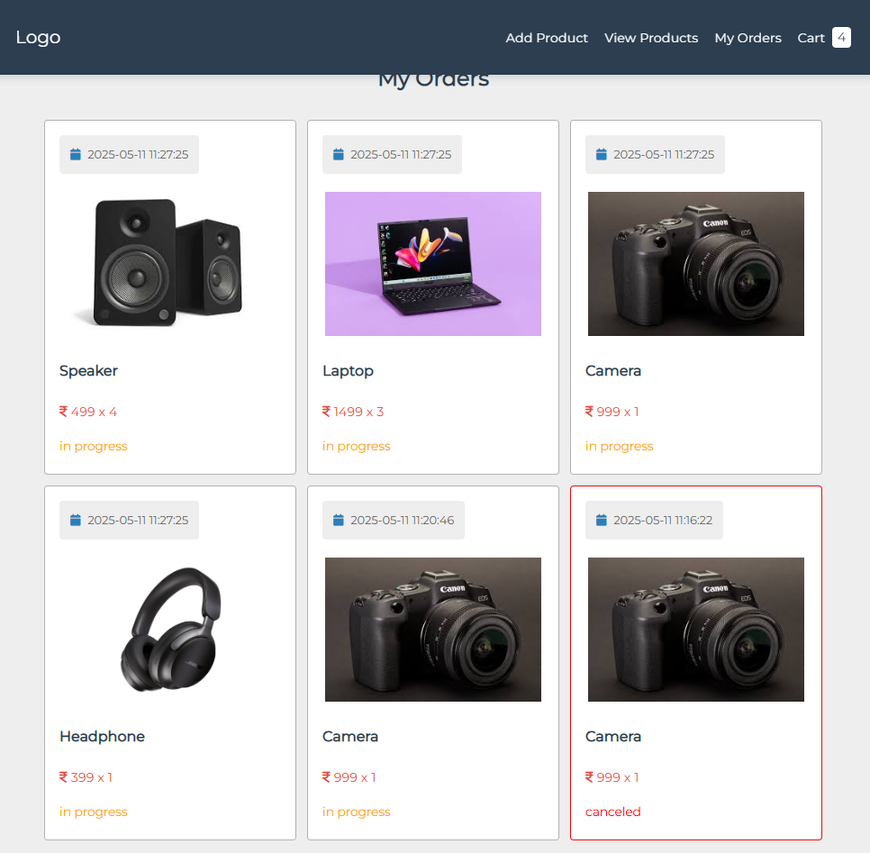 Logo
Add Product View Products My Orders Cart 4
My Orders
2025-05-11 11:27:25
Speaker
₹ 499 x 4
in progress
2025-05-11 11:27:25
Laptop
₹ 1499 x 3
in progress
2025-05-11 11:27:25
Canon
EOS
Camera
₹ 999 x 1
in progress
2025-05-11 11:27:25
Headphone
₹ 399 x 1
in progress
2025-05-11 11:20:46
Canon
EOS
Camera
₹ 999 x 1
in progress
2025-05-11 11:16:22
Canon
EOS
Camera
₹ 999 x 1
canceled